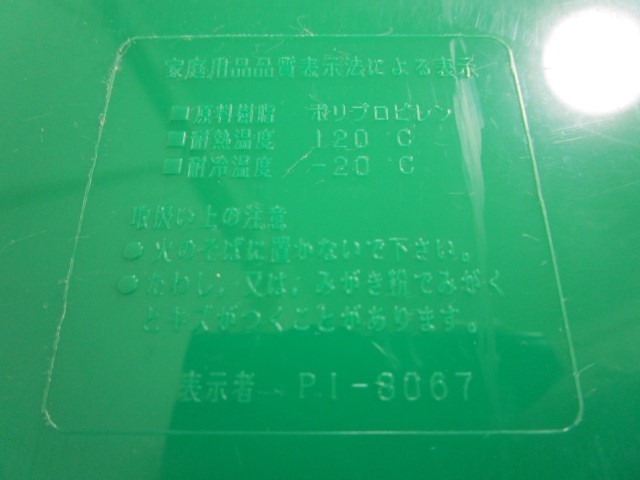 家庭用品品質表示法による表示
■原料樹脂 ポリプロピレン
■耐熱温度 120°C
■耐冷温度 -20°C
取扱い上の注意
●火のそばに置かないで下さい。
●たわし、又は、みがき粉でみがく
とキズがつくことがあります。
表示者 P.I-8067